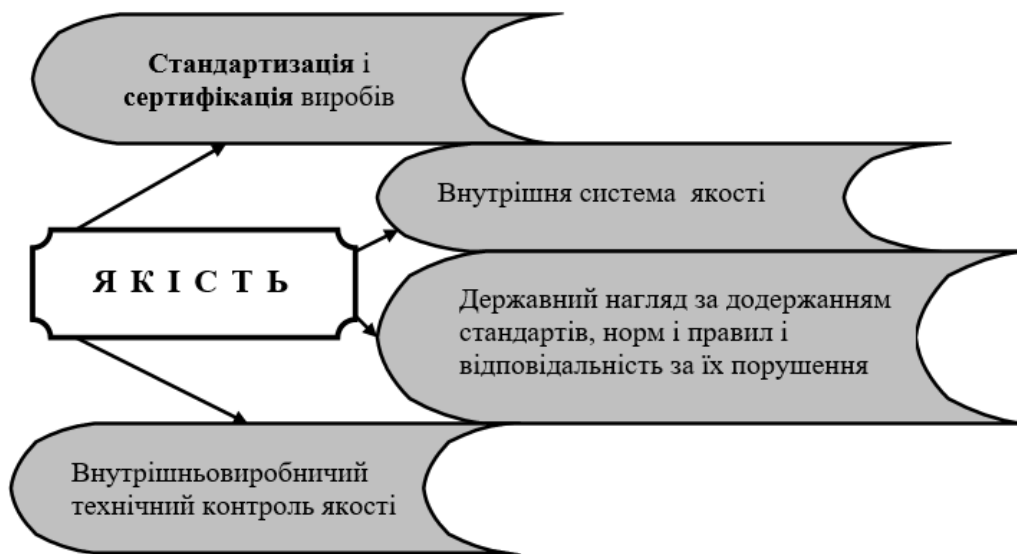 Стандартизація і
сертифікація виробів
Внутрішня система якості
Я К І С Т Ь
Державний нагляд за додержанням
стандартів, норм і правил і
відповідальність за їх порушення
Внутрішньовиробничий
технічний контроль якості